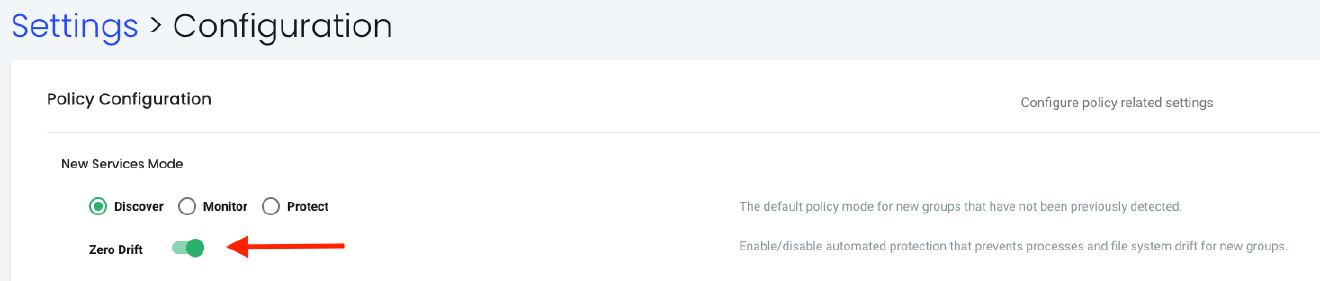 Settings > Configuration
Policy Configuration
Configure policy related settings
New Services Mode
Discover Monitor Protect
The default policy mode for new groups that have not been previously detected.
Zero Drift
Enable/disable automated protection that prevents processes and file system drift for new groups.